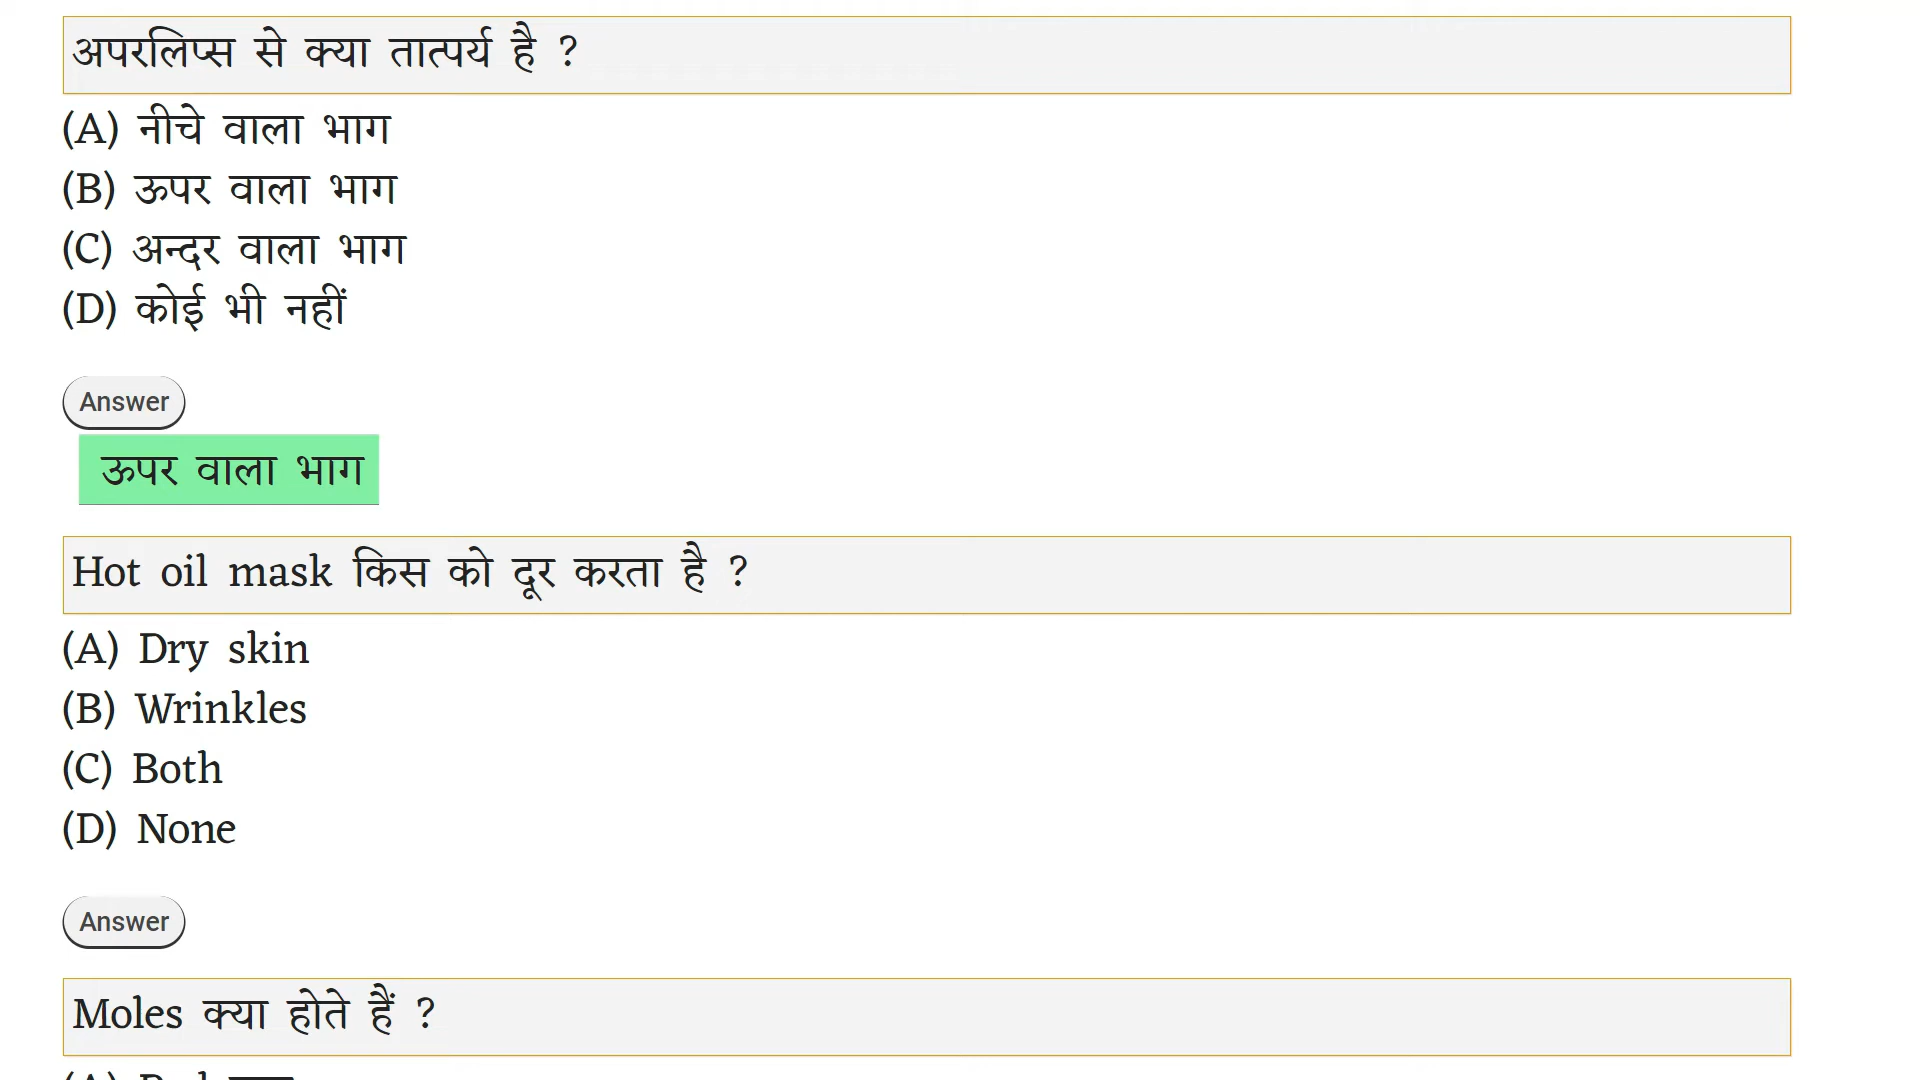 अपरलिप्स से क्या तात्पर्य है ?
(A) नीचे वाला भाग
(B) ऊपर वाला भाग
(C) अन्दर वाला भाग
(D) कोई भी नहीं
Answer
ऊपर वाला भाग
Hot oil mask किस को दूर करता है ?
(A) Dry skin
(B) Wrinkles
(C) Both
(D) None
Answer
Moles क्या होते हैं ?